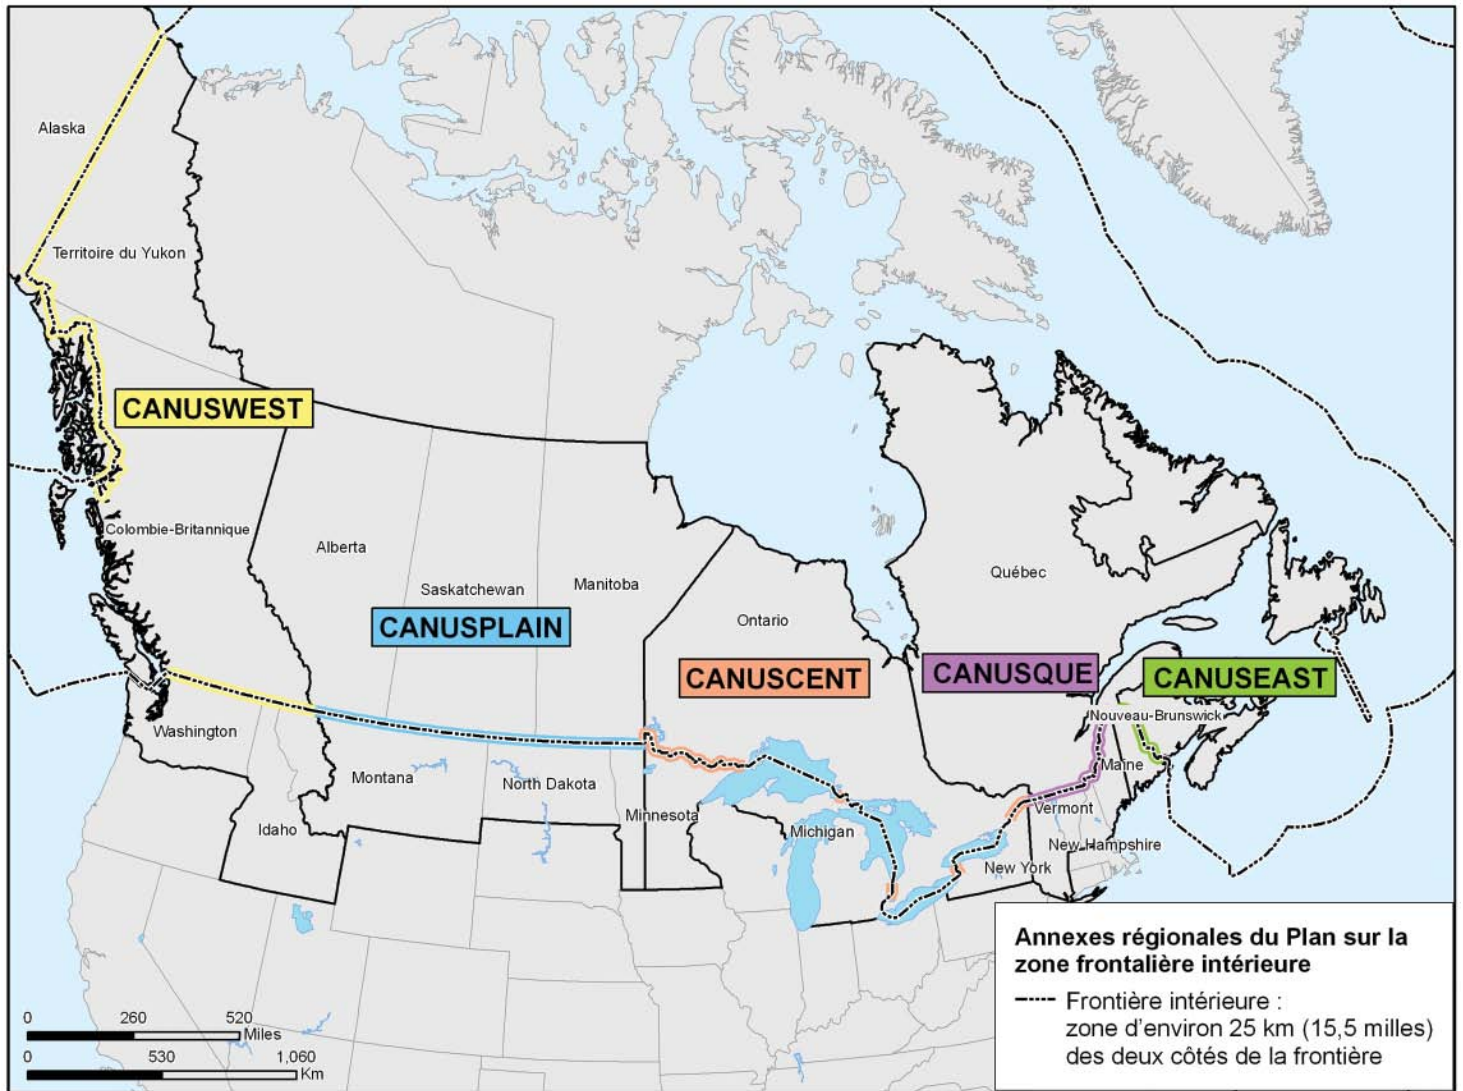 Alaska
Territoire du Yukon
CANUSWEST
Colombie-Britannique
Alberta
Saskatchewan
Manitoba
CANUSPLAIN
Ontario
Québec
CANUSCENT
CANUSQUE
CANUSEAST
Nouveau-Brunswick
Washington
Montana
North Dakota
Maine
Minnesota
Vermont
Idaho
Michigan
New Hampshire
New York
Annexes régionales du Plan sur la
zone frontalière intérieure
Frontière intérieure :
zone d'environ 25 km (15,5 milles)
des deux côtés de la frontière
0 260 520
Miles
0 530 1,060
Km